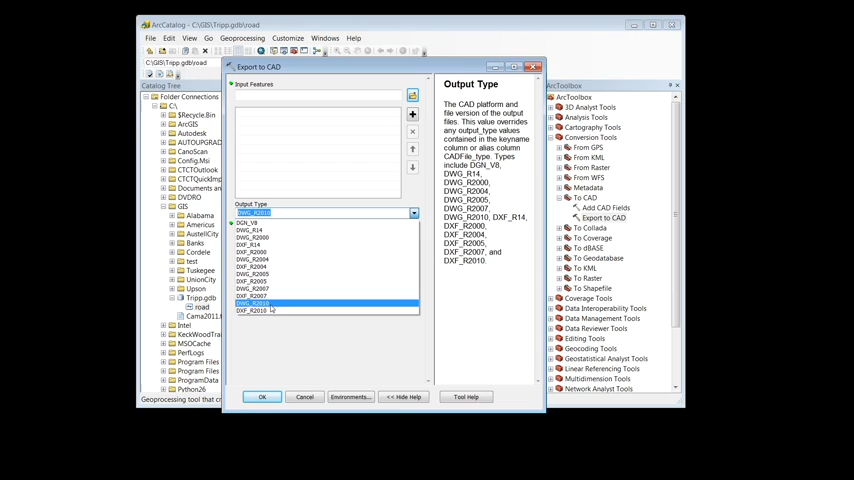 ArcCatalog - C:\GIS\Tripp.gdb\road
File Edit View Go Geoprocessing Customize Windows Help
C:\GIS\Tripp.gdb\road
Catalog Tree
Folder Connections
C:\
$Recycle.Bin
ArcGIS
Autodesk
AUTOUPGRAD
CanoScan
Config.Msi
CTCTOutlook
CTCTQuickImp
Documents an
DVDRO
GIS
Alabama
Americus
AustellCity
Banks
Cordele
test
Tuskegee
UnionCity
Upson
Tripp.gdb
road
Cama2011.
Intel
KeckWoodTra
MSOCache
PerfLogs
Program Files
Program Files
ProgramData
Python26
Geoprocessing tool that cr
Export to CAD
Input Features
Output Type
DWG_R2010
DGN_V8
DWG_R14
DWG_R2000
DXF_R14
DXF_R2000
DWG_R2004
DXF_R2004
DWG_R2005
DXF_R2005
DWG_R2007
DXF_R2007
DWG_R2010
DXF_R2010
OK Cancel Environments... << Hide Help Tool Help
Output Type
The CAD platform and
file version of the output
files. This value overrides
any output_type values
contained in the keyname
column or alias column
CADFile_type. Types
include DGN_V8,
DWG_R14,
DWG_R2000,
DWG_R2004,
DWG_R2005,
DWG_R2007,
DWG_R2010, DXF_R14,
DXF_R2000,
DXF_R2004,
DXF_R2005,
DXF_R2007, and
DXF_R2010.
ArcToolbox
ArcToolbox
3D Analyst Tools
Analysis Tools
Cartography Tools
Conversion Tools
From GPS
From KML
From Raster
From WFS
Metadata
To CAD
Add CAD Fields
Export to CAD
To Collada
To Coverage
To dBASE
To Geodatabase
To KML
To Raster
To Shapefile
Coverage Tools
Data Interoperability Tools
Data Management Tools
Data Reviewer Tools
Editing Tools
Geocoding Tools
Geostatistical Analyst Tools
Linear Referencing Tools
Multidimension Tools
Network Analyst Tools